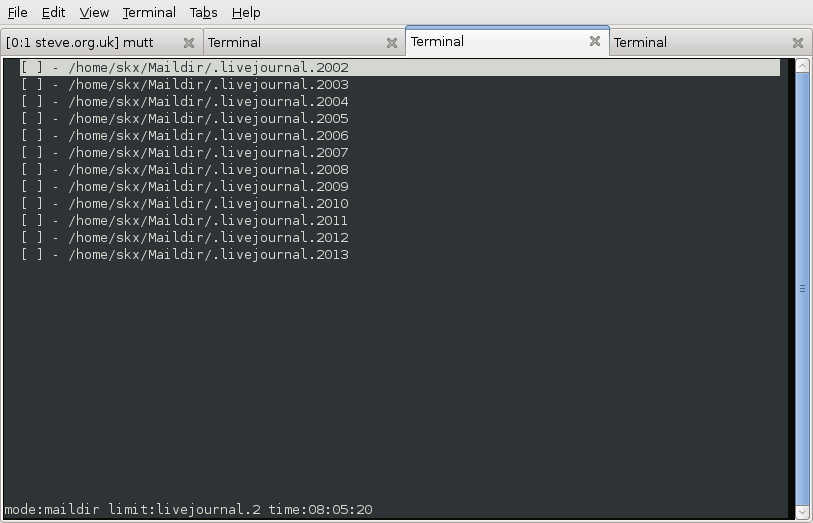 File Edit View Terminal Tabs Help
[0:1 steve.org.uk] mutt Terminal Terminal Terminal
[ ] - /home/skx/Maildir/.livejournal.2002
[ ] - /home/skx/Maildir/.livejournal.2003
[ ] - /home/skx/Maildir/.livejournal.2004
[ ] - /home/skx/Maildir/.livejournal.2005
[ ] - /home/skx/Maildir/.livejournal.2006
[ ] - /home/skx/Maildir/.livejournal.2007
[ ] - /home/skx/Maildir/.livejournal.2008
[ ] - /home/skx/Maildir/.livejournal.2009
[ ] - /home/skx/Maildir/.livejournal.2010
[ ] - /home/skx/Maildir/.livejournal.2011
[ ] - /home/skx/Maildir/.livejournal.2012
[ ] - /home/skx/Maildir/.livejournal.2013
mode:maildir limit:livejournal.2 time:08:05:20